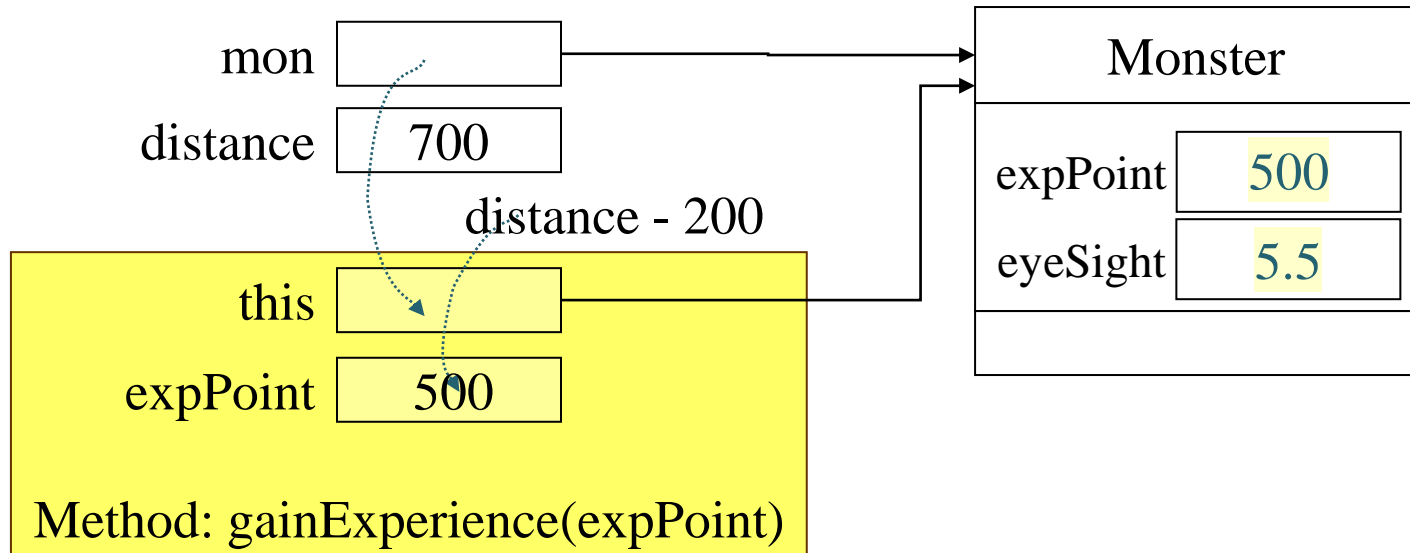 mon
distance 700
distance - 200
this
expPoint 500
Method: gainExperience(expPoint)
Monster
expPoint 500
eyeSight 5.5